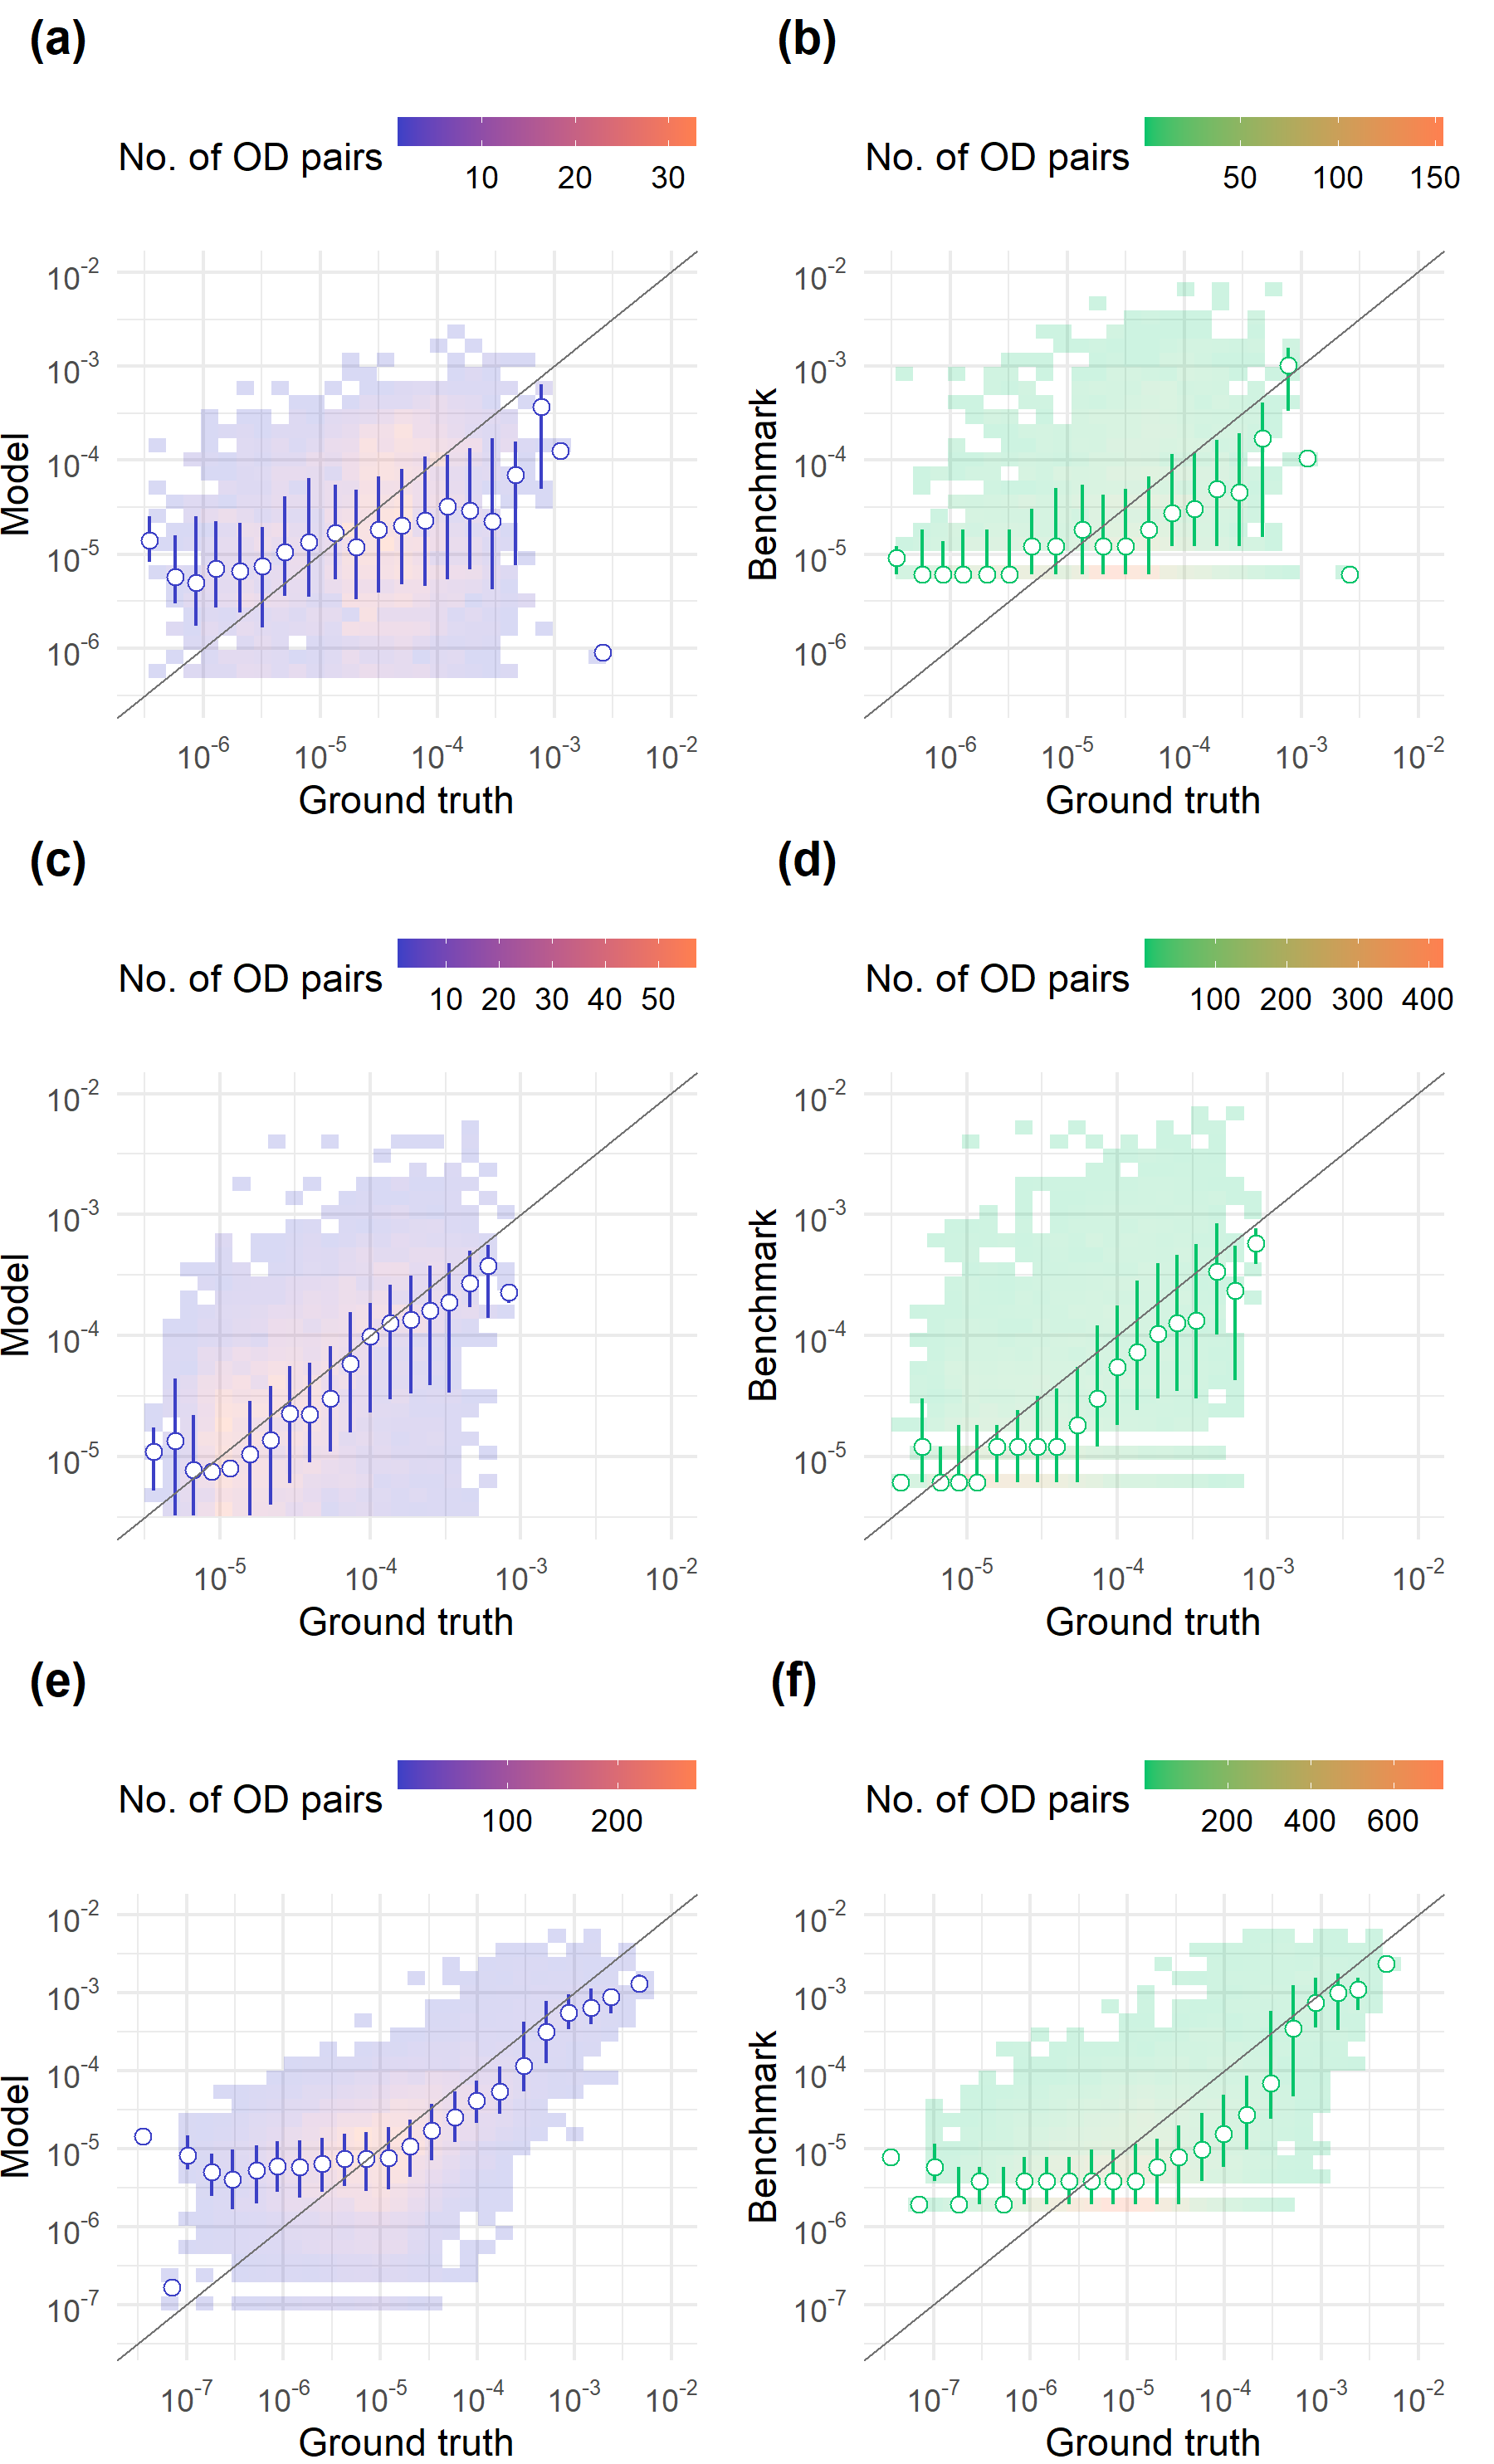 (a)
No. of OD pairs
10 20 30
10-2
10-3
10-4
10-5
10-6
Model
10-6 10-5 10-4 10-3 10-2
Ground truth
(b)
No. of OD pairs
50 100 150
10-2
10-3
10-4
10-5
10-6
Benchmark
10-6 10-5 10-4 10-3 10-2
Ground truth
(c)
No. of OD pairs
10 20 30 40 50
10-2
10-3
10-4
10-5
Model
10-5 10-4 10-3 10-2
Ground truth
(d)
No. of OD pairs
100 200 300 400
10-2
10-3
10-4
10-5
Benchmark
10-5 10-4 10-3 10-2
Ground truth
(e)
No. of OD pairs
100 200
10-2
10-3
10-4
10-5
10-6
10-7
Model
10-7 10-6 10-5 10-4 10-3 10-2
Ground truth
(f)
No. of OD pairs
200 400 600
10-2
10-3
10-4
10-5
10-6
10-7
Benchmark
10-7 10-6 10-5 10-4 10-3 10-2
Ground truth